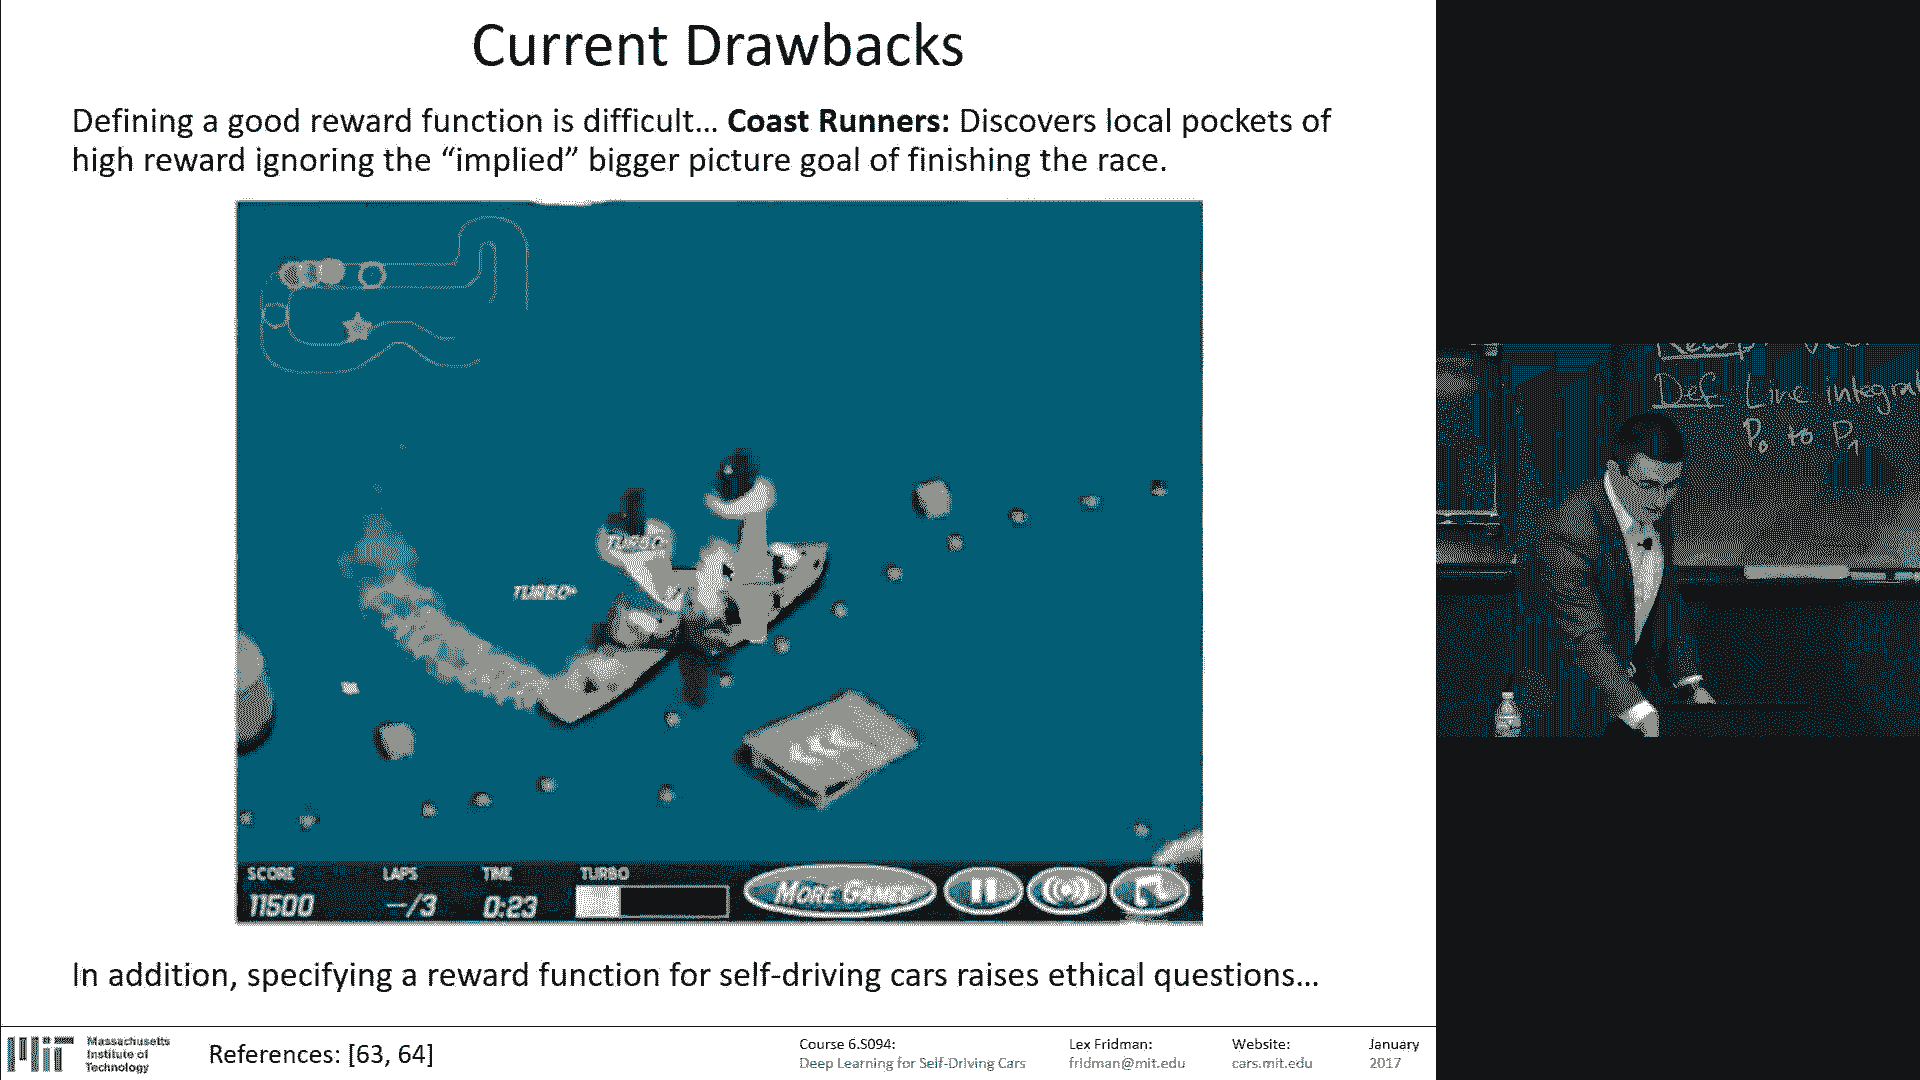 Current Drawbacks
Defining a good reward function is difficult… Coast Runners: Discovers local pockets of
high reward ignoring the “implied” bigger picture goal of finishing the race.
TURBO
TURBO
SCORE
LAPS
TIME
TURBO
11500
–/3
0:23
MORE GAMES
In addition, specifying a reward function for self-driving cars raises ethical questions…
Massachusetts
Institute of
Technology
References: [63, 64]
Course 6.S094:
Deep Learning for Self-Driving Cars
Lex Fridman:
fridman@mit.edu
Website:
cars.mit.edu
January
2017
Def Line integral
P₀ to P₁